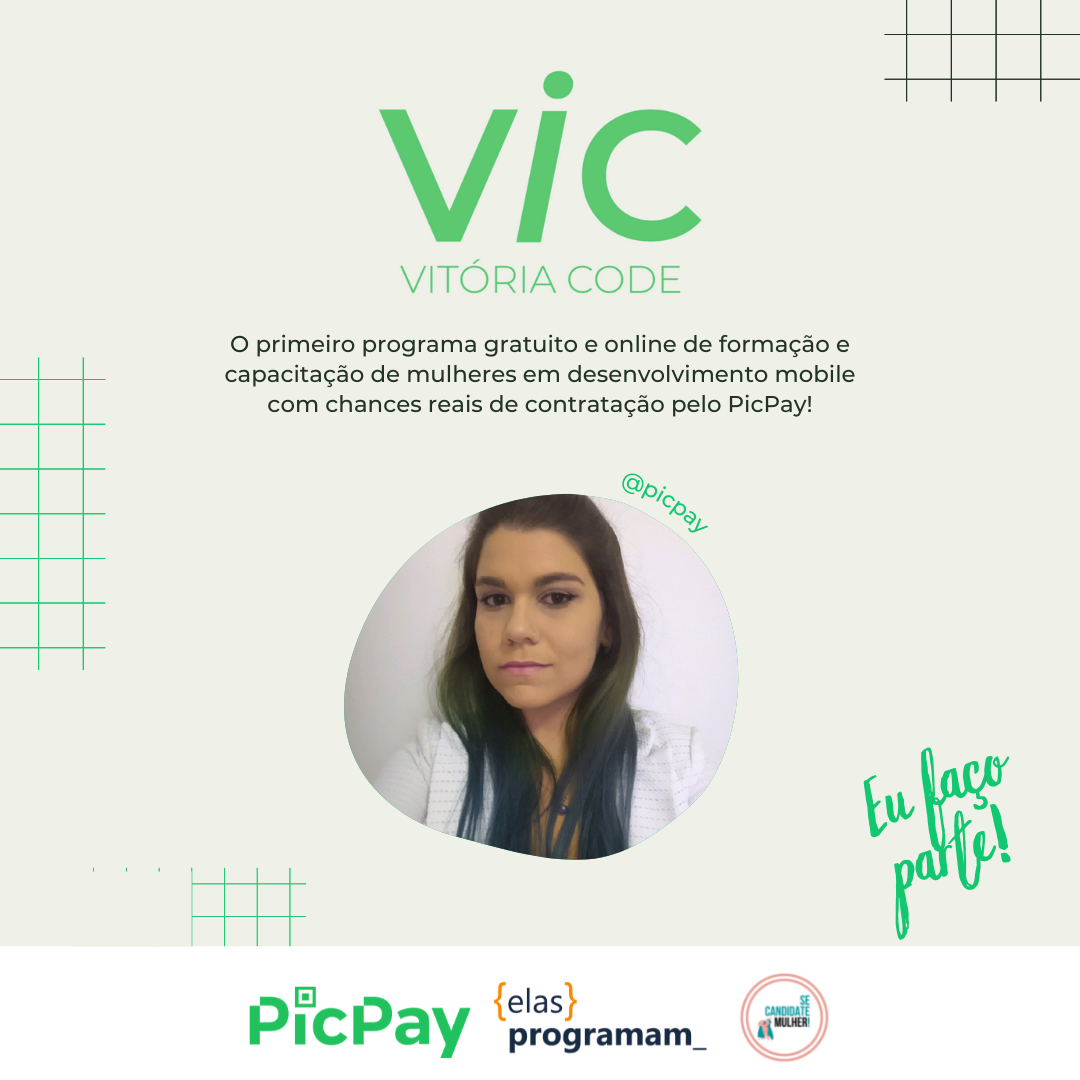 vic
VITÓRIA CODE
O primeiro programa gratuito e online de formação e
capacitação de mulheres em desenvolvimento mobile
com chances reais de contratação pelo PicPay!
@picpay
Eu faço
parte!
PicPay
{elas}
programam_
SE
CANDIDATE
MULHER!